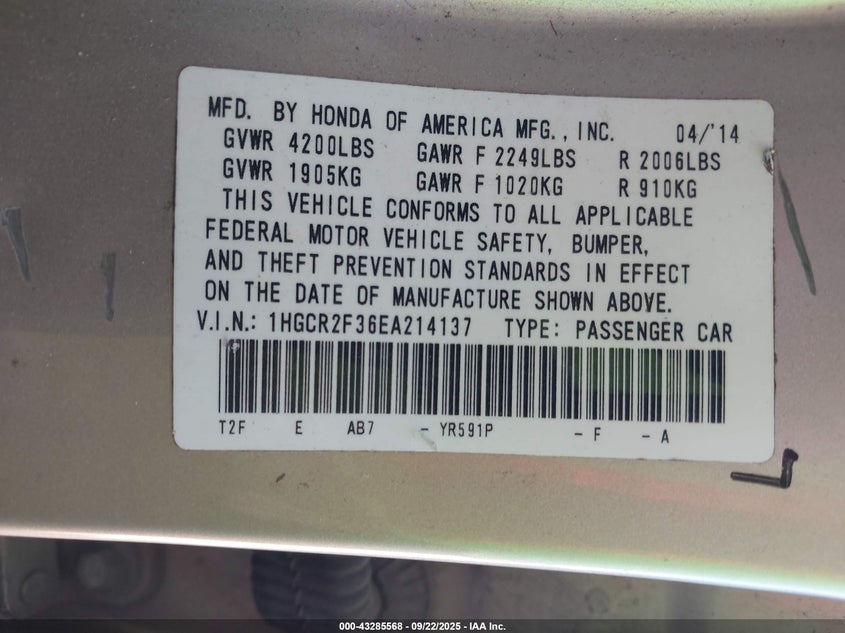 MFD. BY HONDA OF AMERICA MFG., INC. 04/'14
GVWR 4200LBS GAWR F 2249LBS R 2006LBS
GVWR 1905KG GAWR F 1020KG R 910KG
THIS VEHICLE CONFORMS TO ALL APPLICABLE
FEDERAL MOTOR VEHICLE SAFETY, BUMPER,
AND THEFT PREVENTION STANDARDS IN EFFECT
ON THE DATE OF MANUFACTURE SHOWN ABOVE.
V.I.N.: 1HGCR2F36EA214137 TYPE: PASSENGER CAR
T2F E AB7 - YR591P - F - A
000-43285568 - 09/22/2025 - IAA Inc.